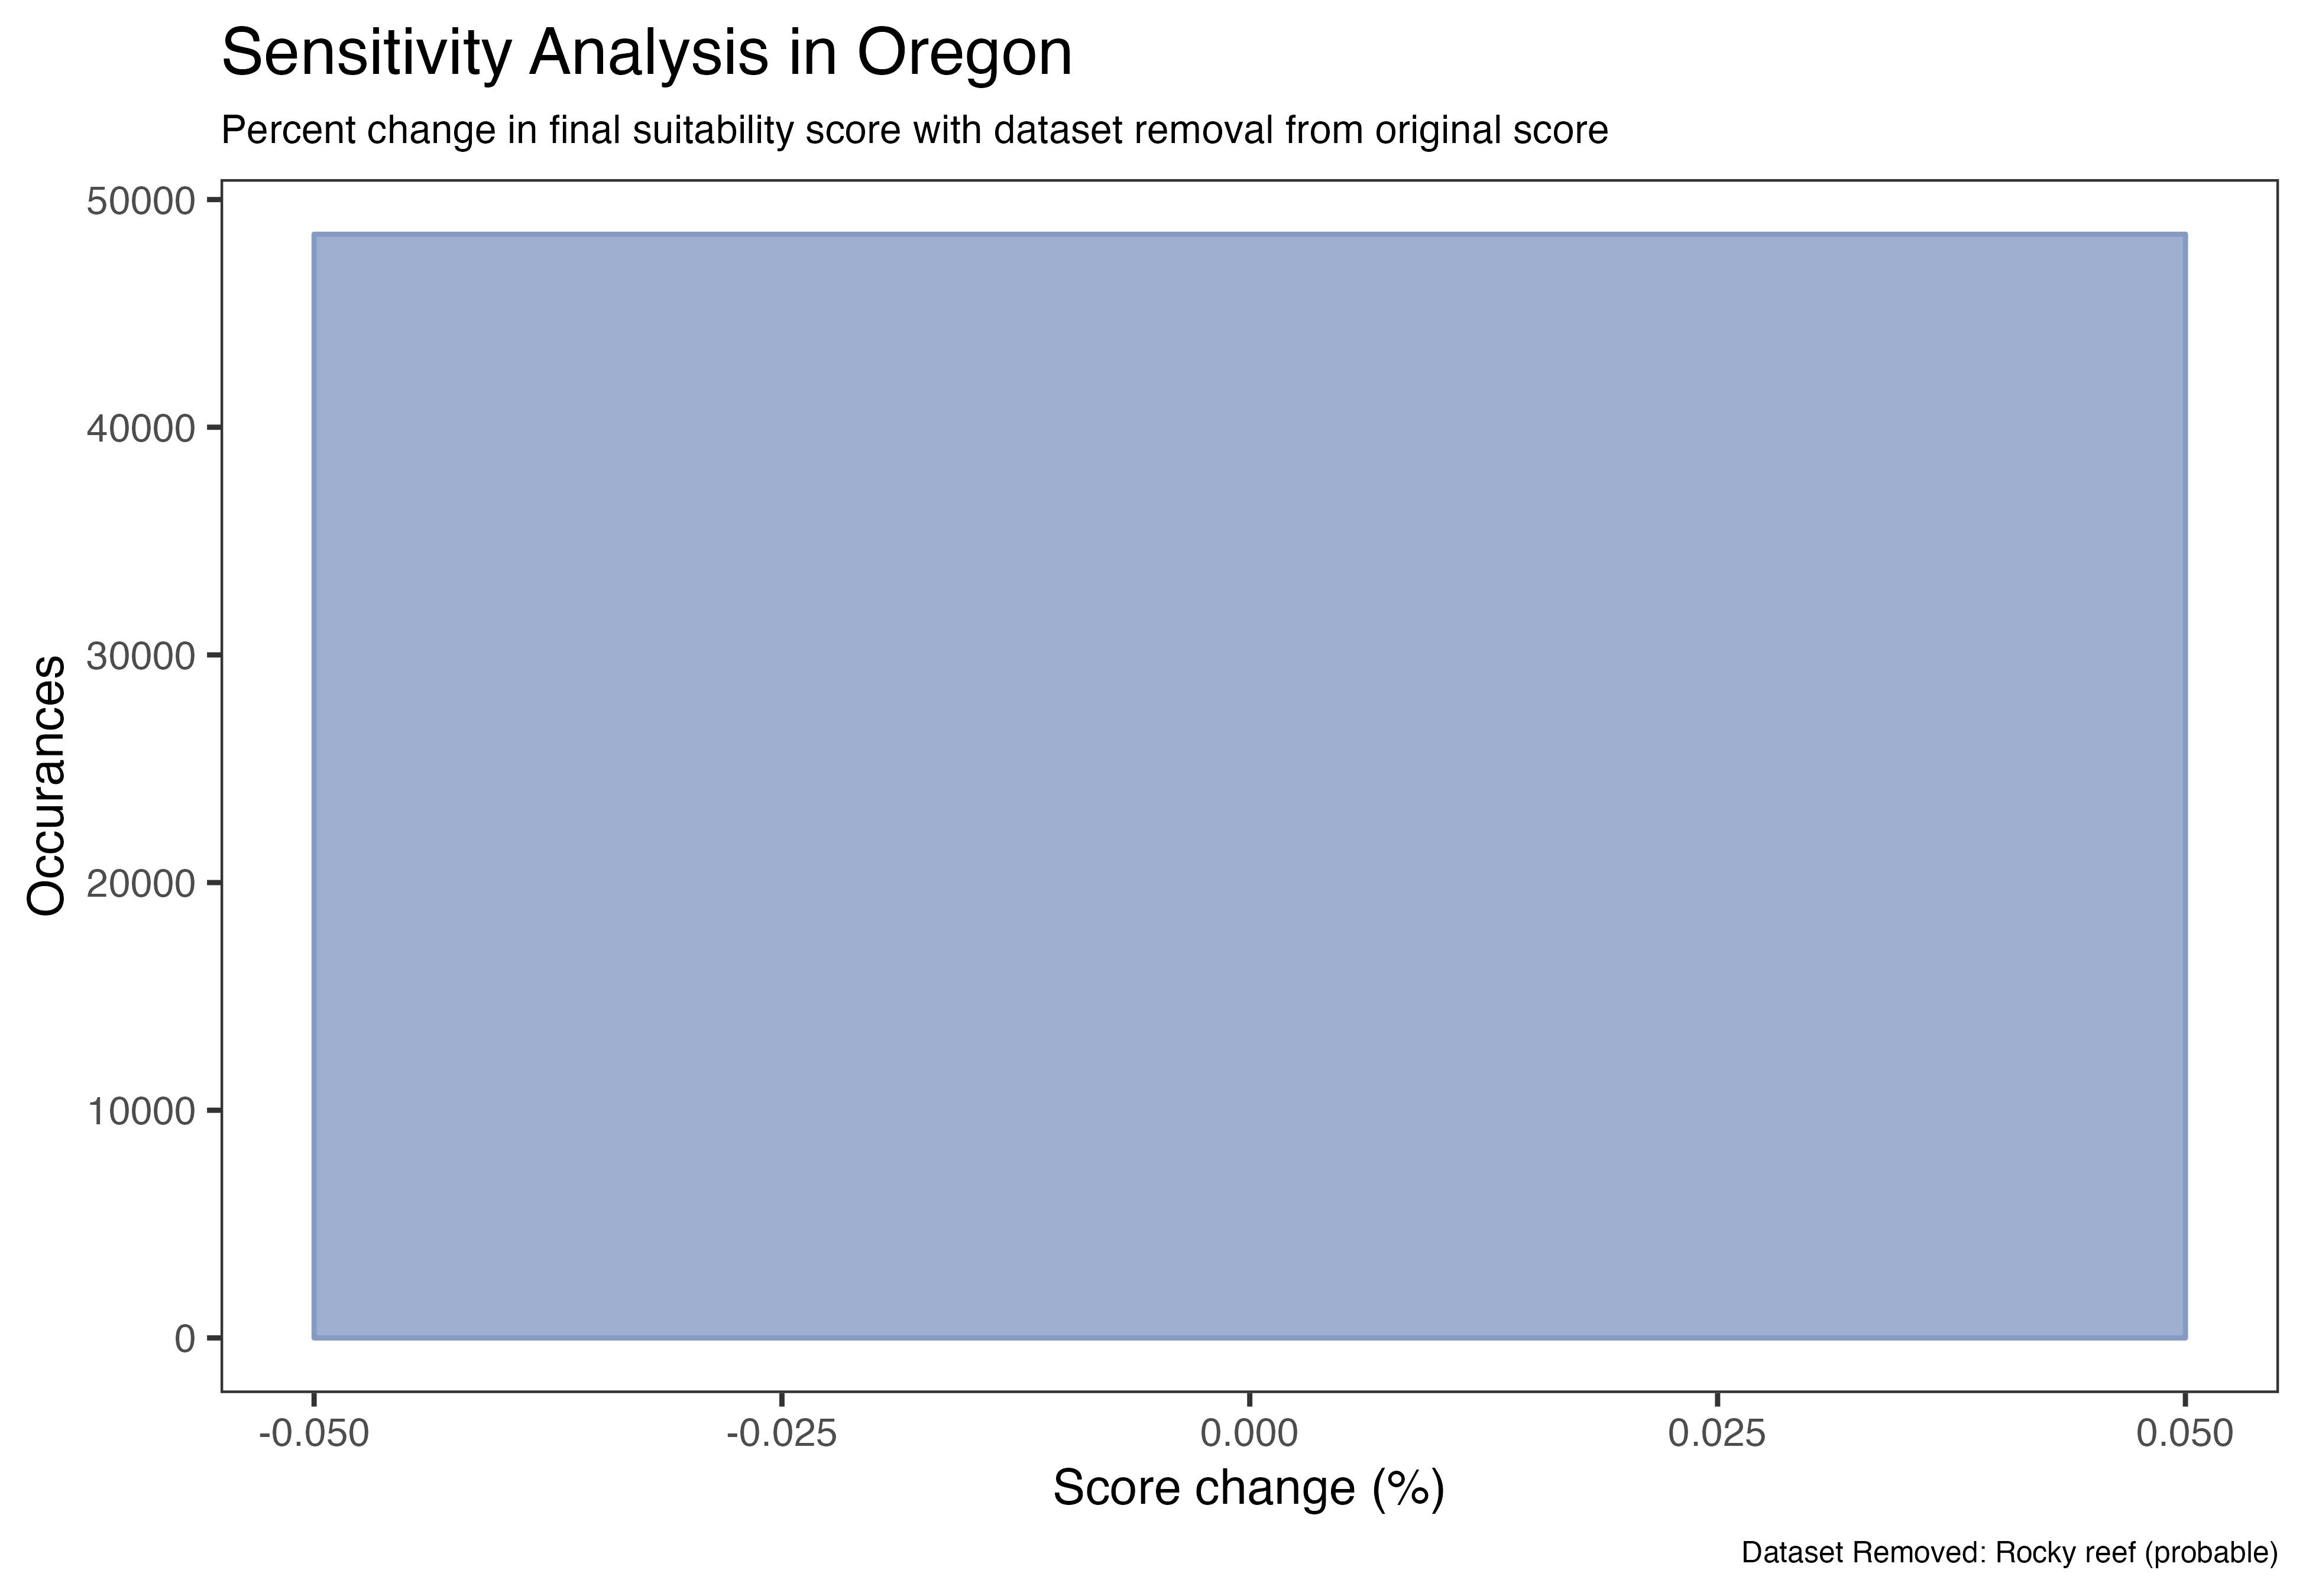 Sensitivity Analysis in Oregon
Percent change in final suitability score with dataset removal from original score
50000
40000
30000
20000
10000
0
Occurances
-0.050
-0.025
0.000
0.025
0.050
Score change (%)
Dataset Removed: Rocky reef (probable)